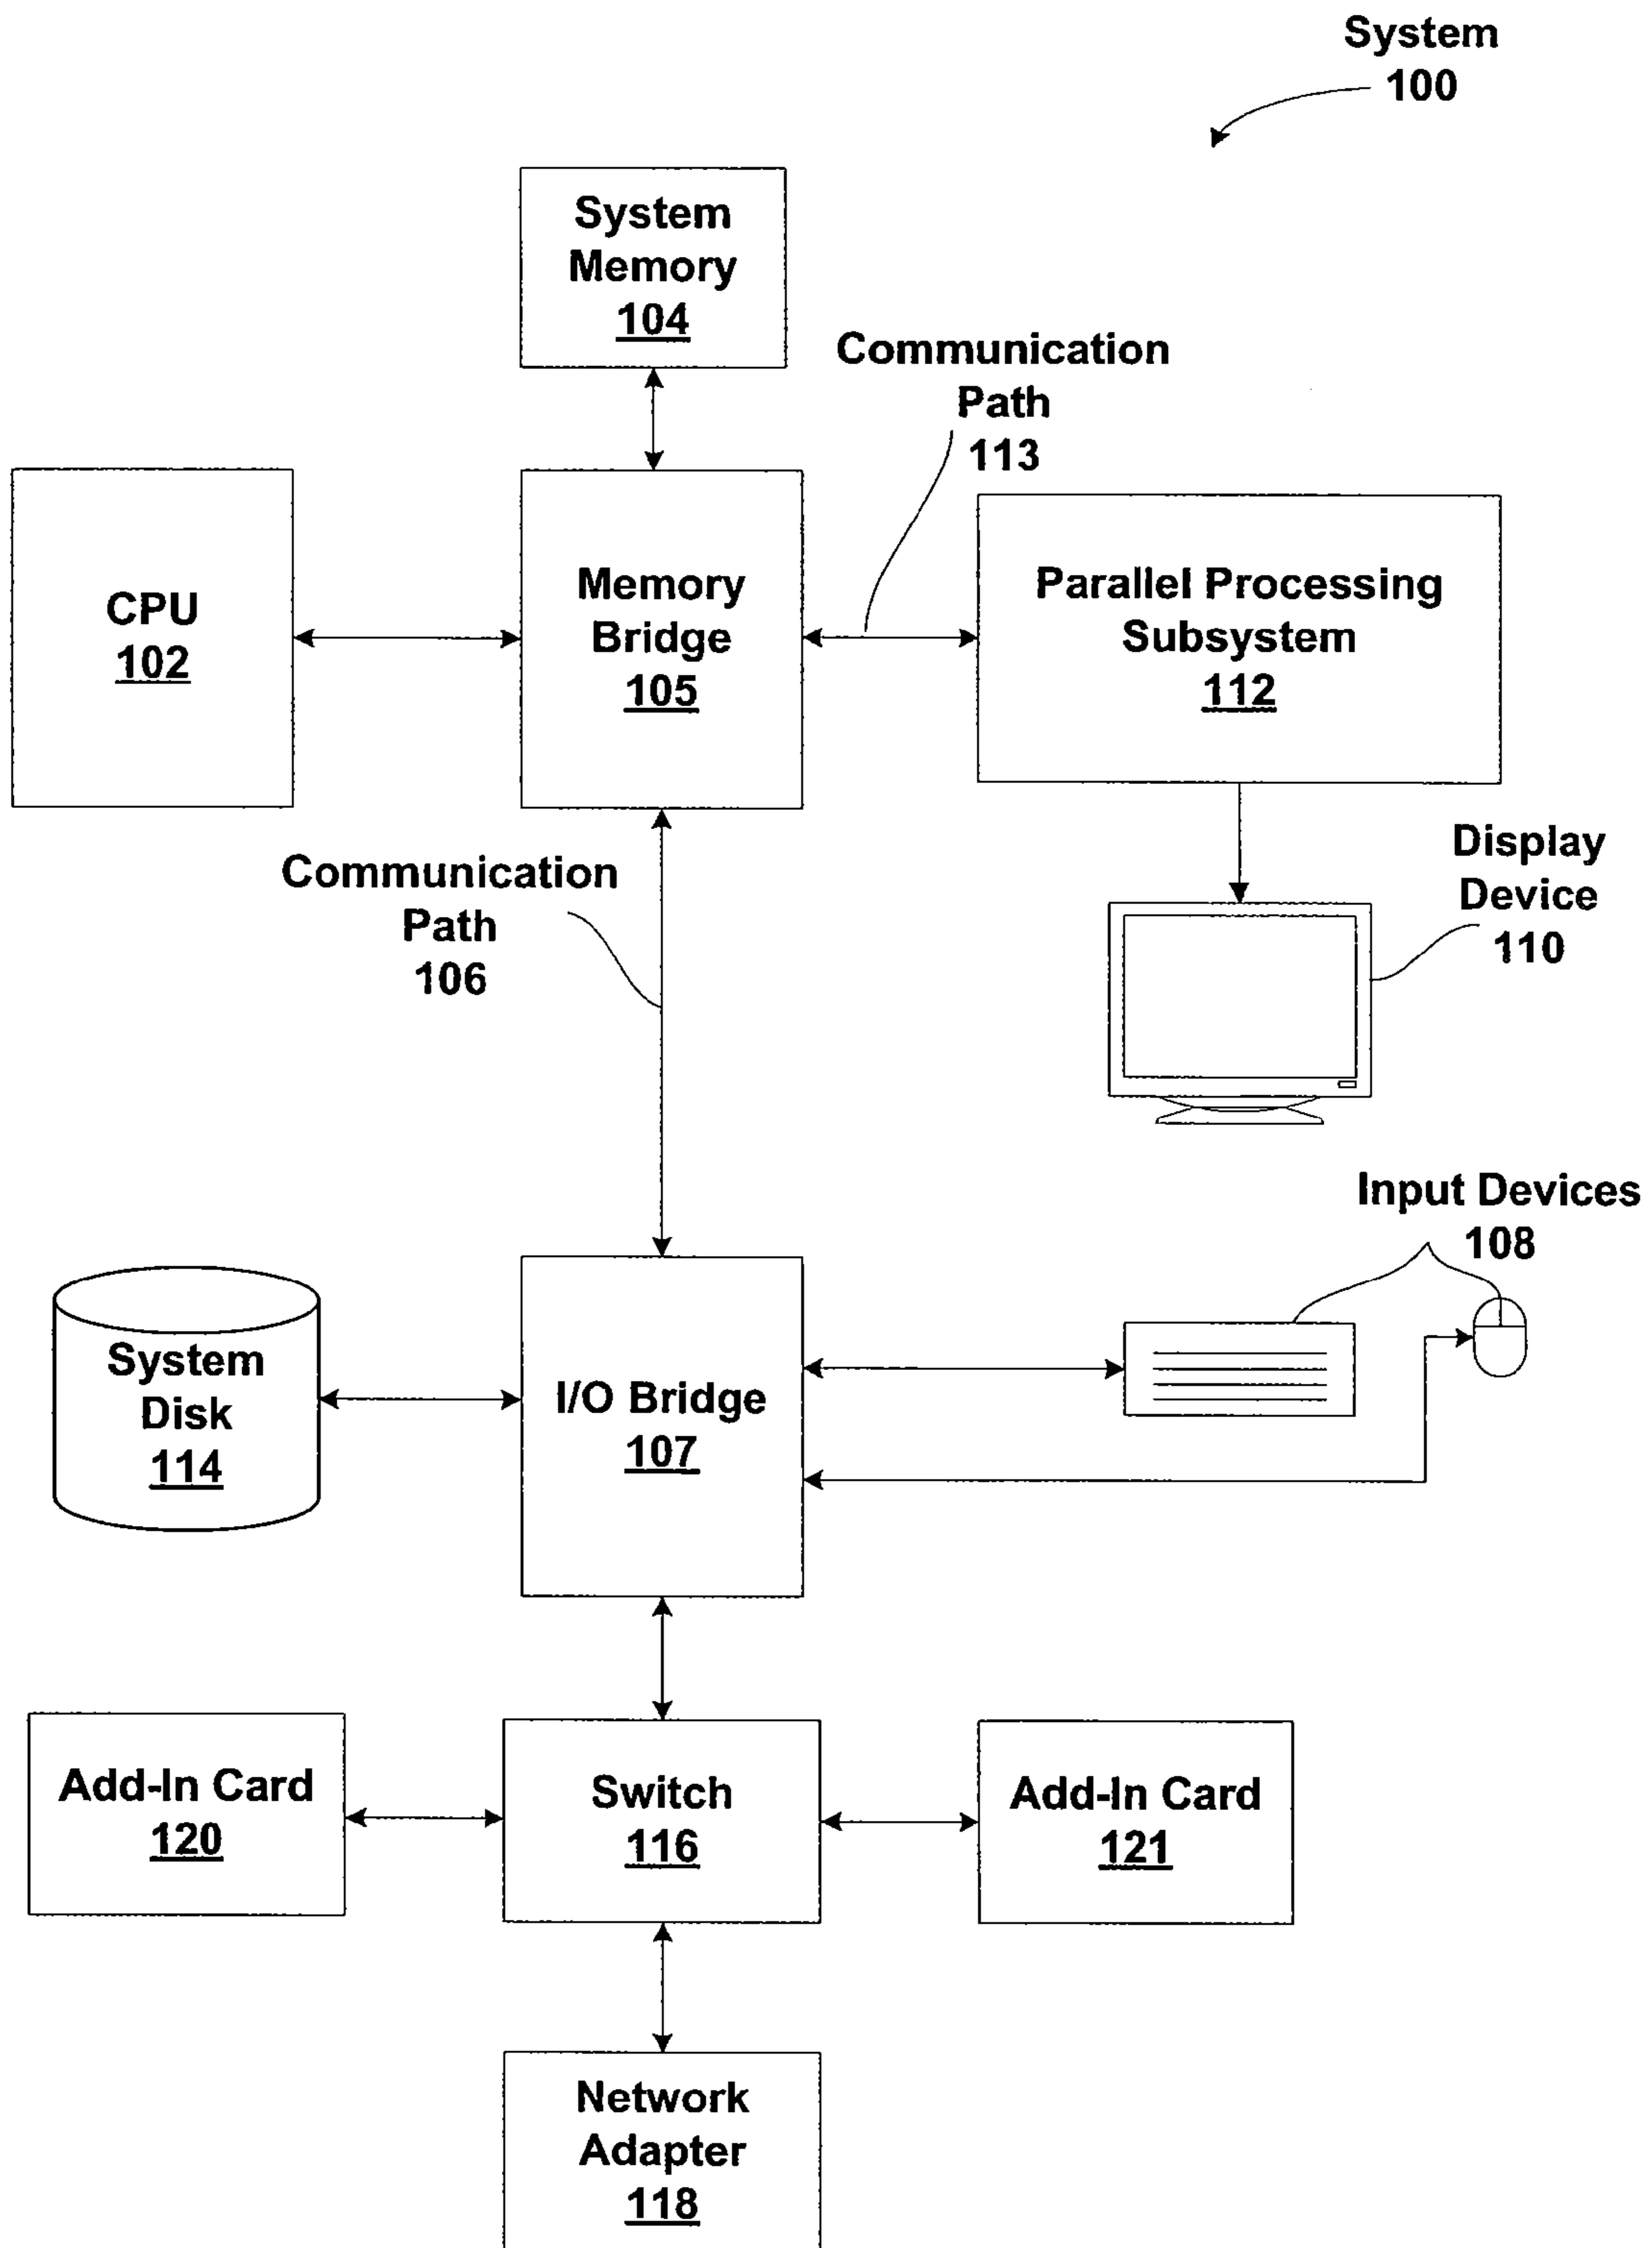 System
100
System
Memory
104
Communication
Path
113
CPU
102
Memory
Bridge
105
Parallel Processing
Subsystem
112
Communication
Path
106
Display
Device
110
Input Devices
108
System
Disk
114
I/O Bridge
107
Add-In Card
120
Switch
116
Add-In Card
121
Network
Adapter
118